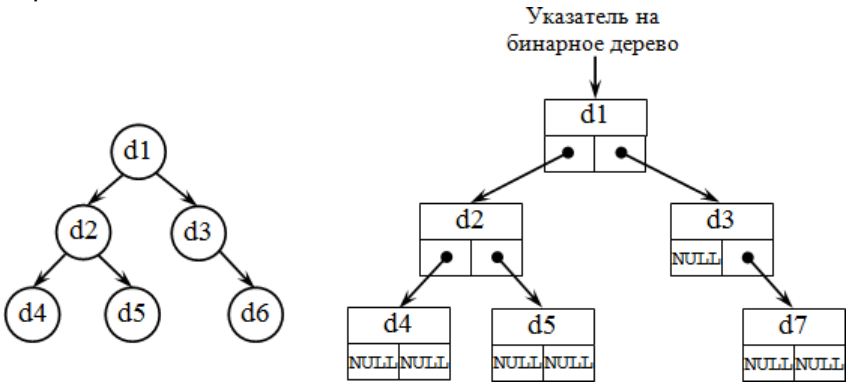 Указатель на
бинарное дерево
d1
d1
d2
d3
d2
d3
NULL
d4
d5
d6
d4
d5
d7
NULL NULL
NULL NULL
NULL NULL